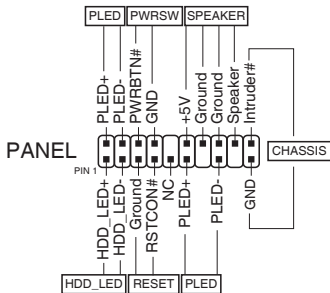 PLED PWRSW SPEAKER
PLED+
PLED-
PWRBTN#
GND
+5V
Ground
Ground
Speaker
Intruder#
PANEL
PIN 1
CHASSIS
HDD_LED+
HDD_LED-
Ground
RSTCON#
NC
PLED+
PLED-
GND
HDD_LED RESET PLED